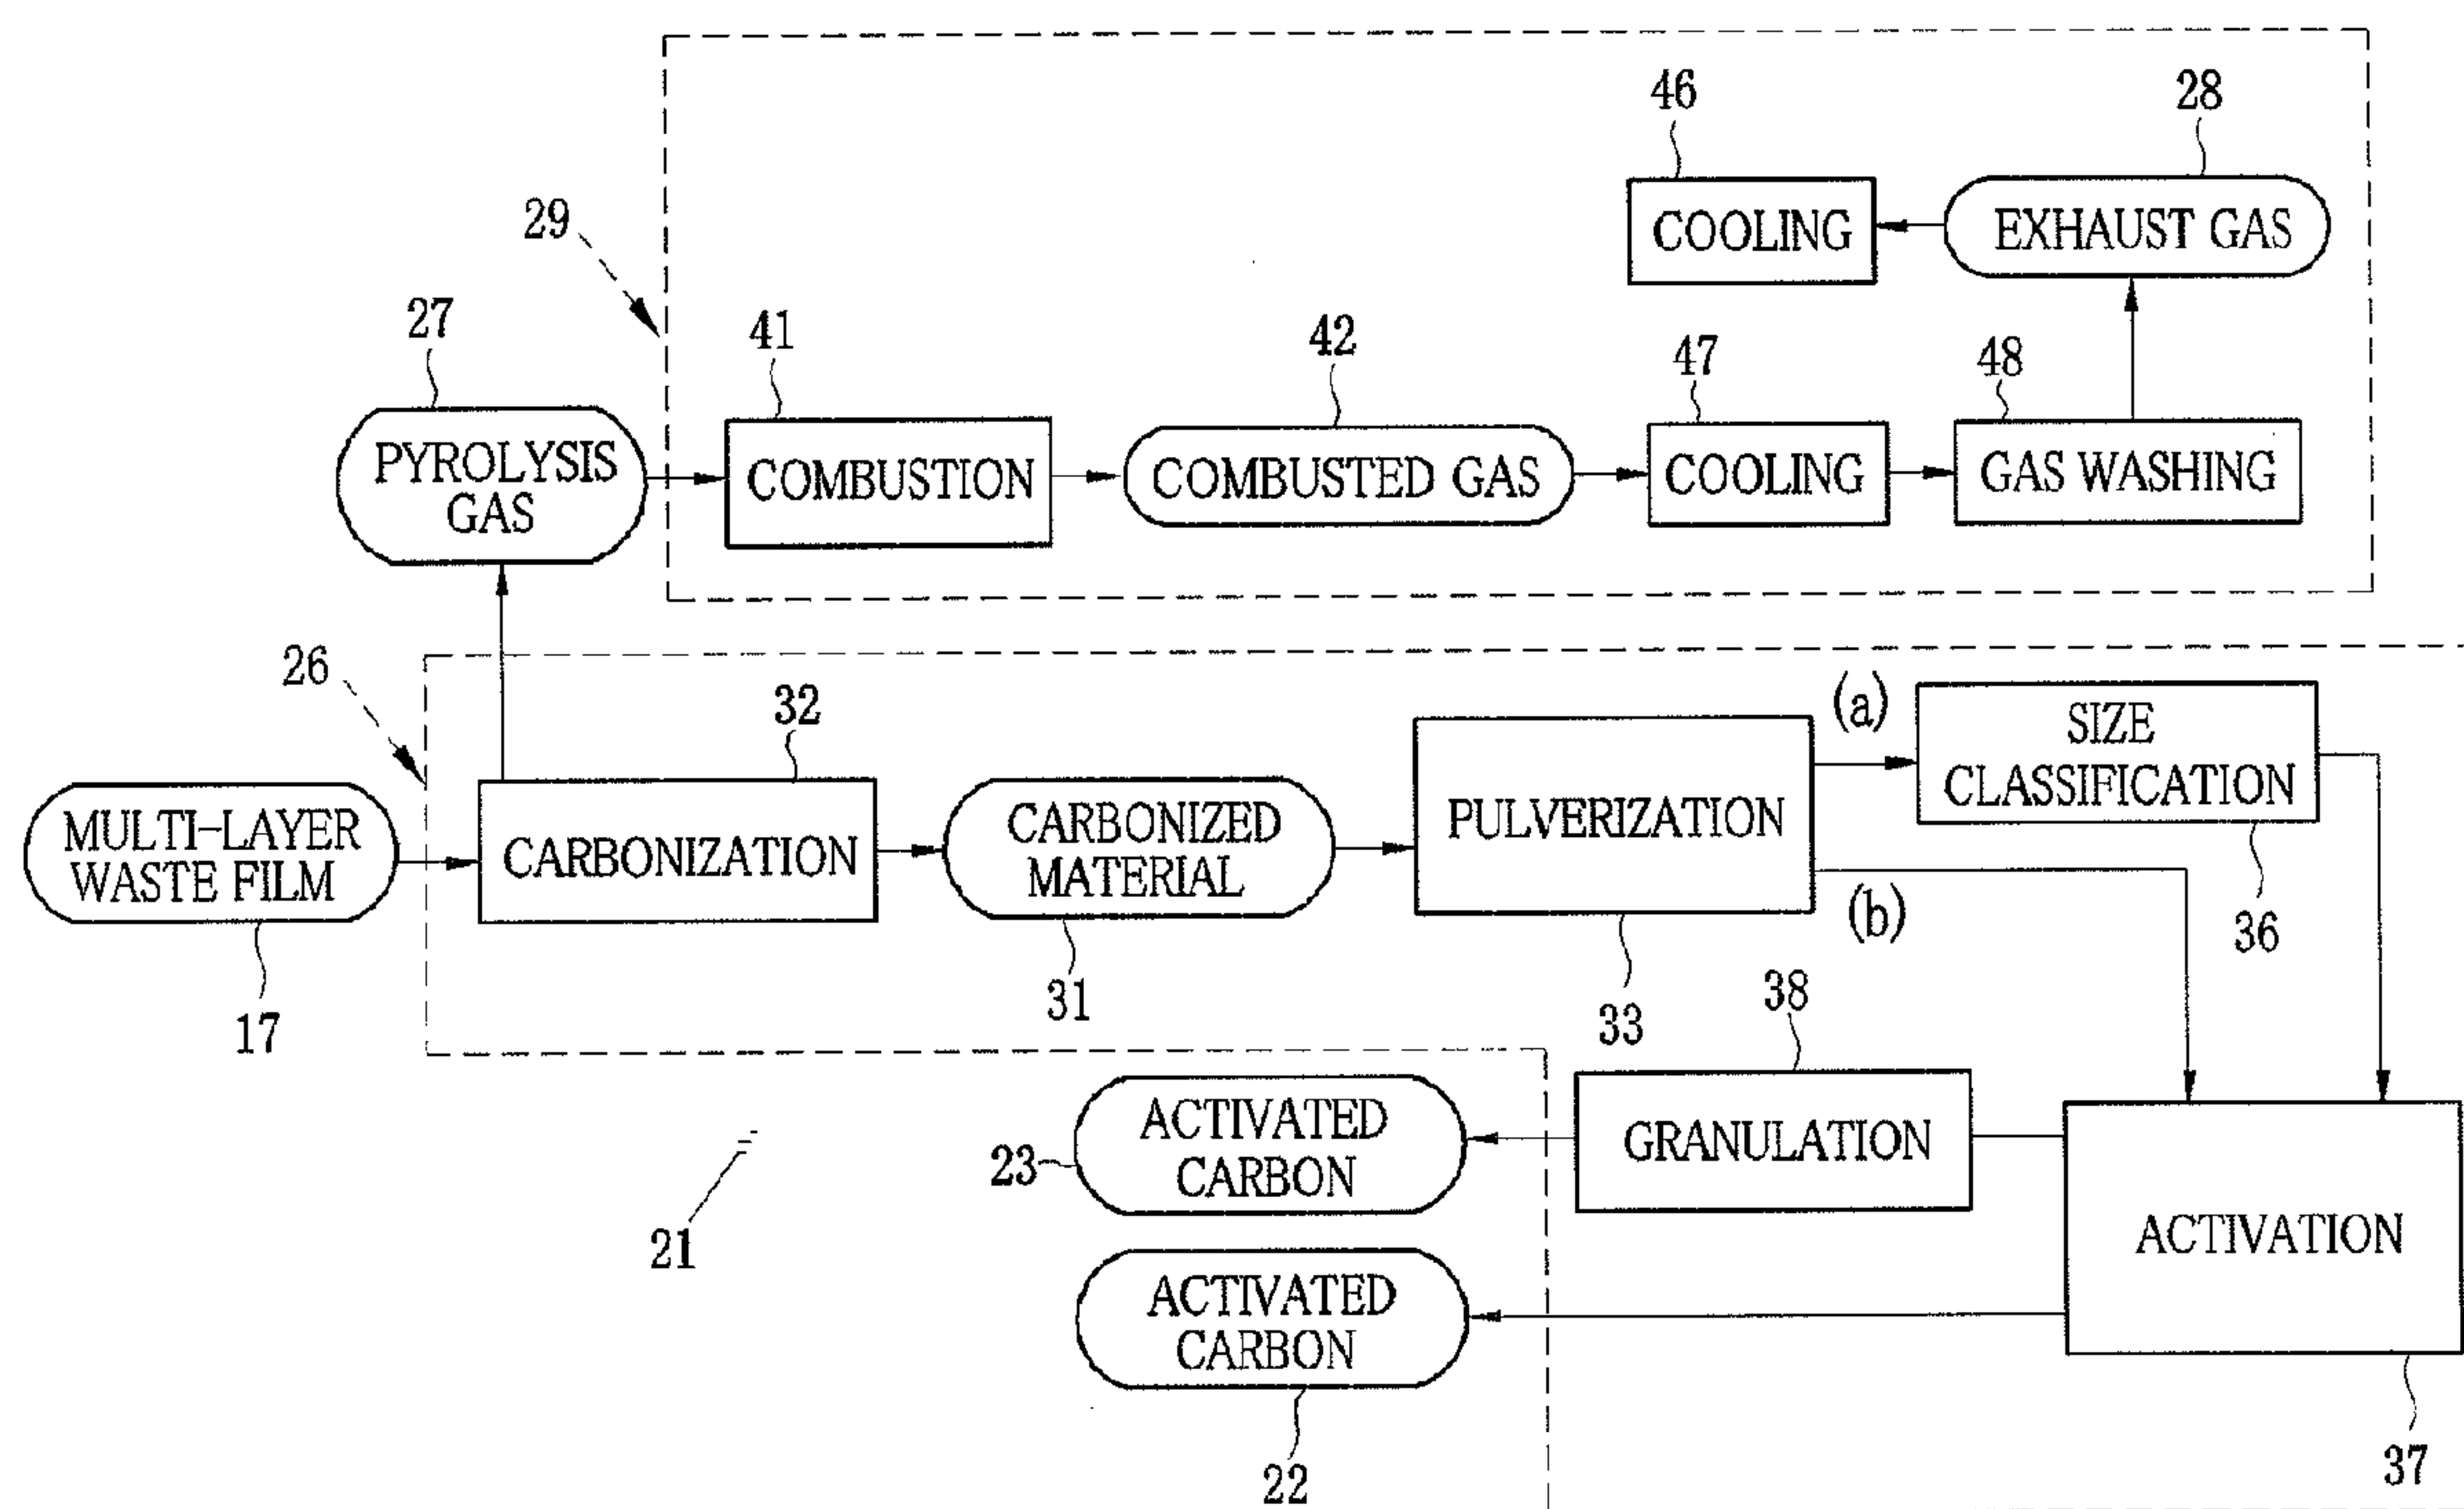 46
28
COOLING
EXHAUST GAS
29
27
41
42
47
48
PYROLYSIS
GAS
COMBUSTION
COMBUSTED GAS
COOLING
GAS WASHING
26
32
(a)
SIZE
CLASSIFICATION
MULTI-LAYER
WASTE FILM
CARBONIZATION
CARBONIZED
MATERIAL
PULVERIZATION
(b)
36
17
31
33
38
ACTIVATED
CARBON
23
GRANULATION
ACTIVATION
21
ACTIVATED
CARBON
22
37